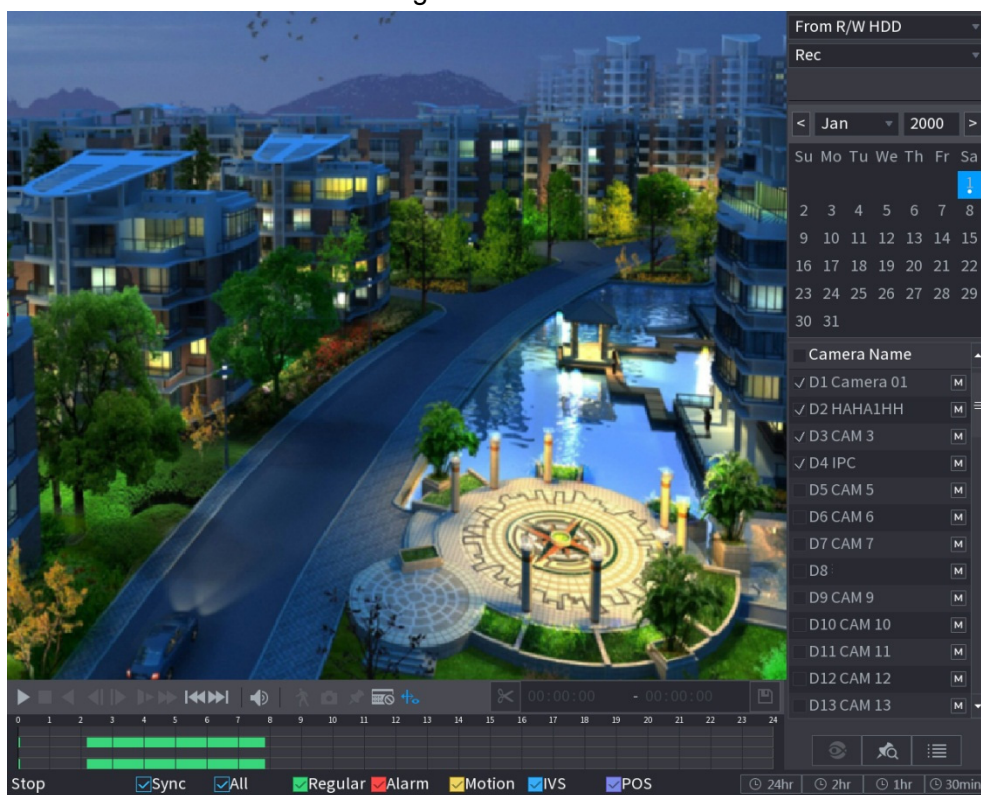 From R/W HDD
Rec
< Jan 2000 >
Su Mo Tu We Th Fr Sa
1
2 3 4 5 6 7 8
9 10 11 12 13 14 15
16 17 18 19 20 21 22
23 24 25 26 27 28 29
30 31
Camera Name
D1 Camera 01 M
D2 HAHA1HH M
D3 CAM 3 M
D4 IPC M
D5 CAM 5 M
D6 CAM 6 M
D7 CAM 7 M
D8 M
D9 CAM 9 M
D10 CAM 10 M
D11 CAM 11 M
D12 CAM 12 M
D13 CAM 13 M
00:00:00 - 00:00:00
0 1 2 3 4 5 6 7 8 9 10 11 12 13 14 15 16 17 18 19 20 21 22 23 24
Stop Sync All Regular Alarm Motion IVS POS 24hr 2hr 1hr 30min